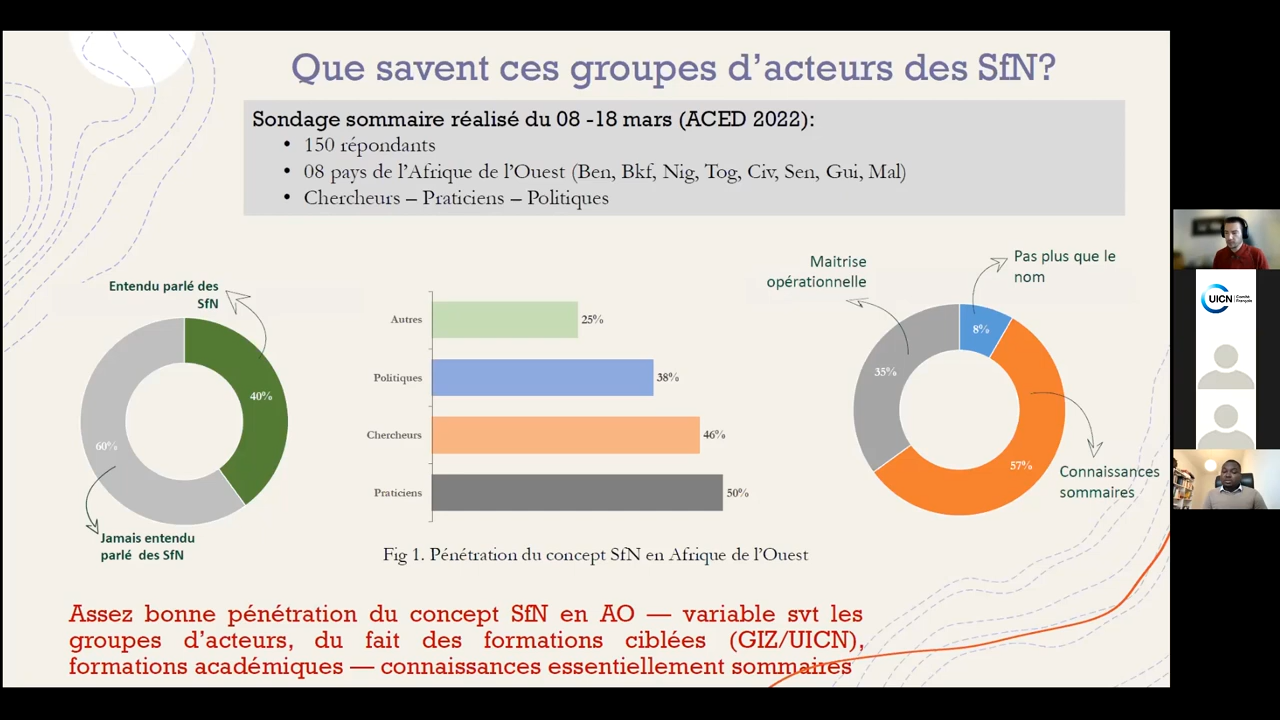 Que savent ces groupes d’acteurs des SfN?
Sondage sommaire réalisé du 08 -18 mars (ACED 2022):
• 150 répondants
• 08 pays de l’Afrique de l’Ouest (Ben, Bkf, Nig, Tog, Civ, Sen, Gui, Mal)
• Chercheurs – Praticiens – Politiques
Entendu parlé des
SfN
40%
60%
Jamais entendu
parlé des SfN
Autres
25%
Politiques
38%
Chercheurs
46%
Praticiens
50%
Fig 1. Pénétration du concept SfN en Afrique de l’Ouest
Maitrise
opérationnelle
Pas plus que le
nom
8%
35%
57%
Connaissances
sommaires
Assez bonne pénétration du concept SfN en AO — variable svt les
groupes d’acteurs, du fait des formations ciblées (GIZ/UICN),
formations académiques — connaissances essentiellement sommaires
UICN
Comité
Français